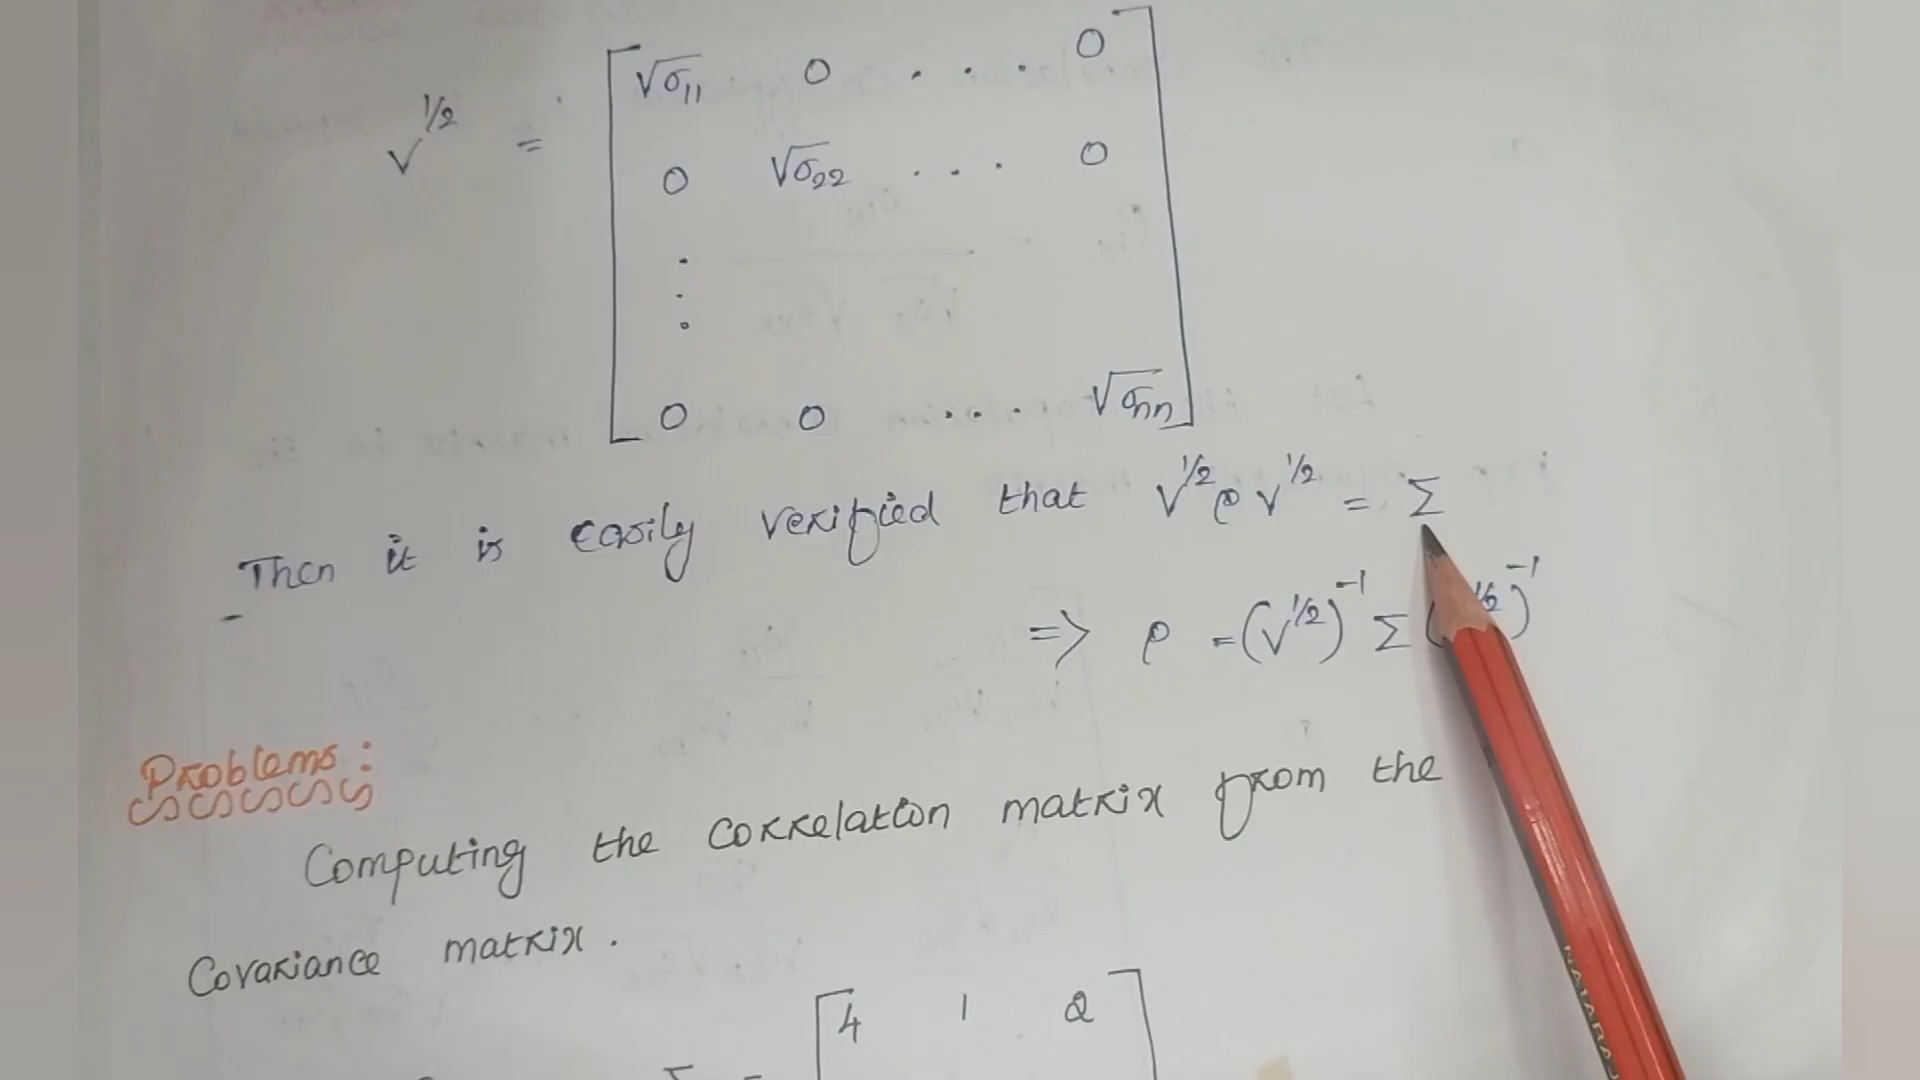 V^{1/2} = [ √σ₁₁ 0 . . . 0
0 √σ₂₂ . . . 0
.
.
.
0 0 . . . √σₙₙ ]
Then it is easily verified that V^{1/2} ρ V^{1/2} = Σ
=> ρ = (V^{1/2})^{-1} Σ ( ^{1/2})^{-1}
Problems:
Computing the correlation matrix from the
Covariance matrix.
4 1 2
NATARAJ